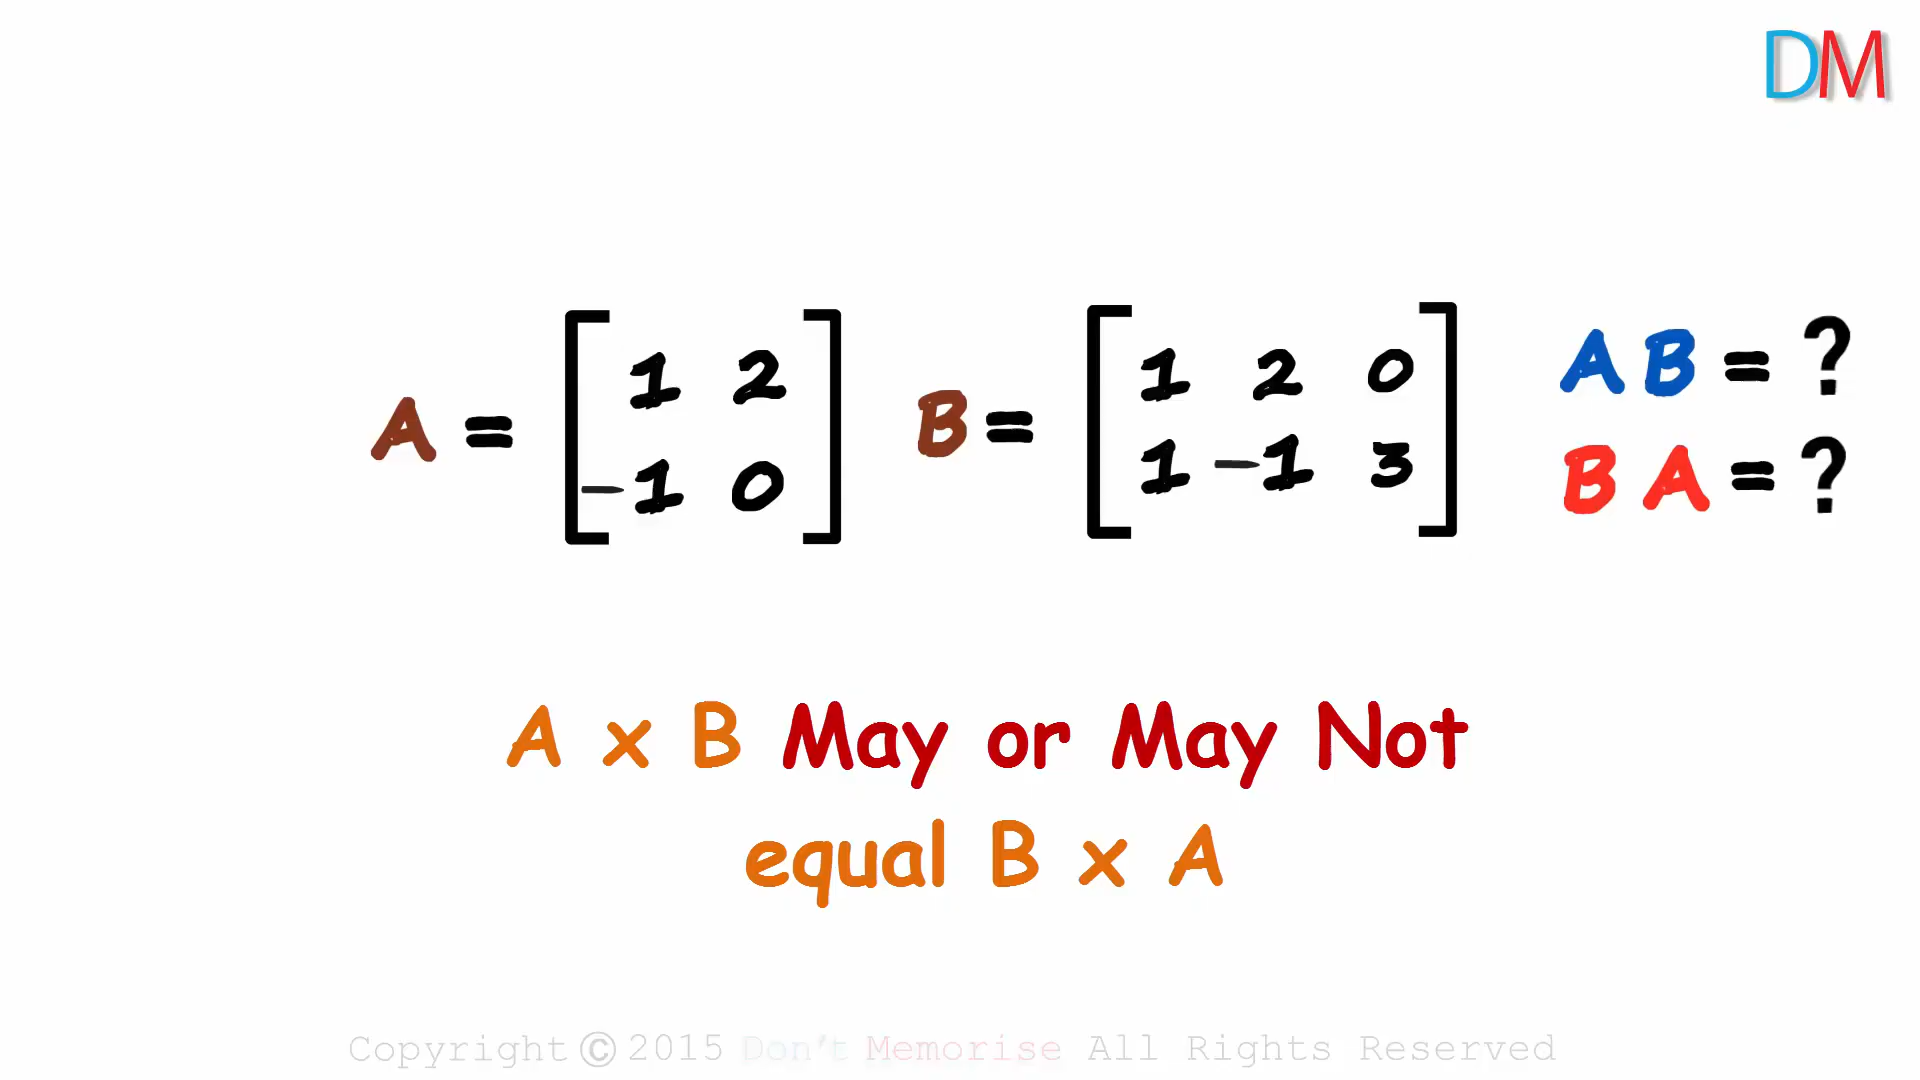 DM
A = [ 1 2 B = [ 1 2 0 AB = ?
-1 0 ] 1 -1 3 ] BA = ?
A x B May or May Not
equal B x A
Copyright © 2015 Don't Memorise All Rights Reserved